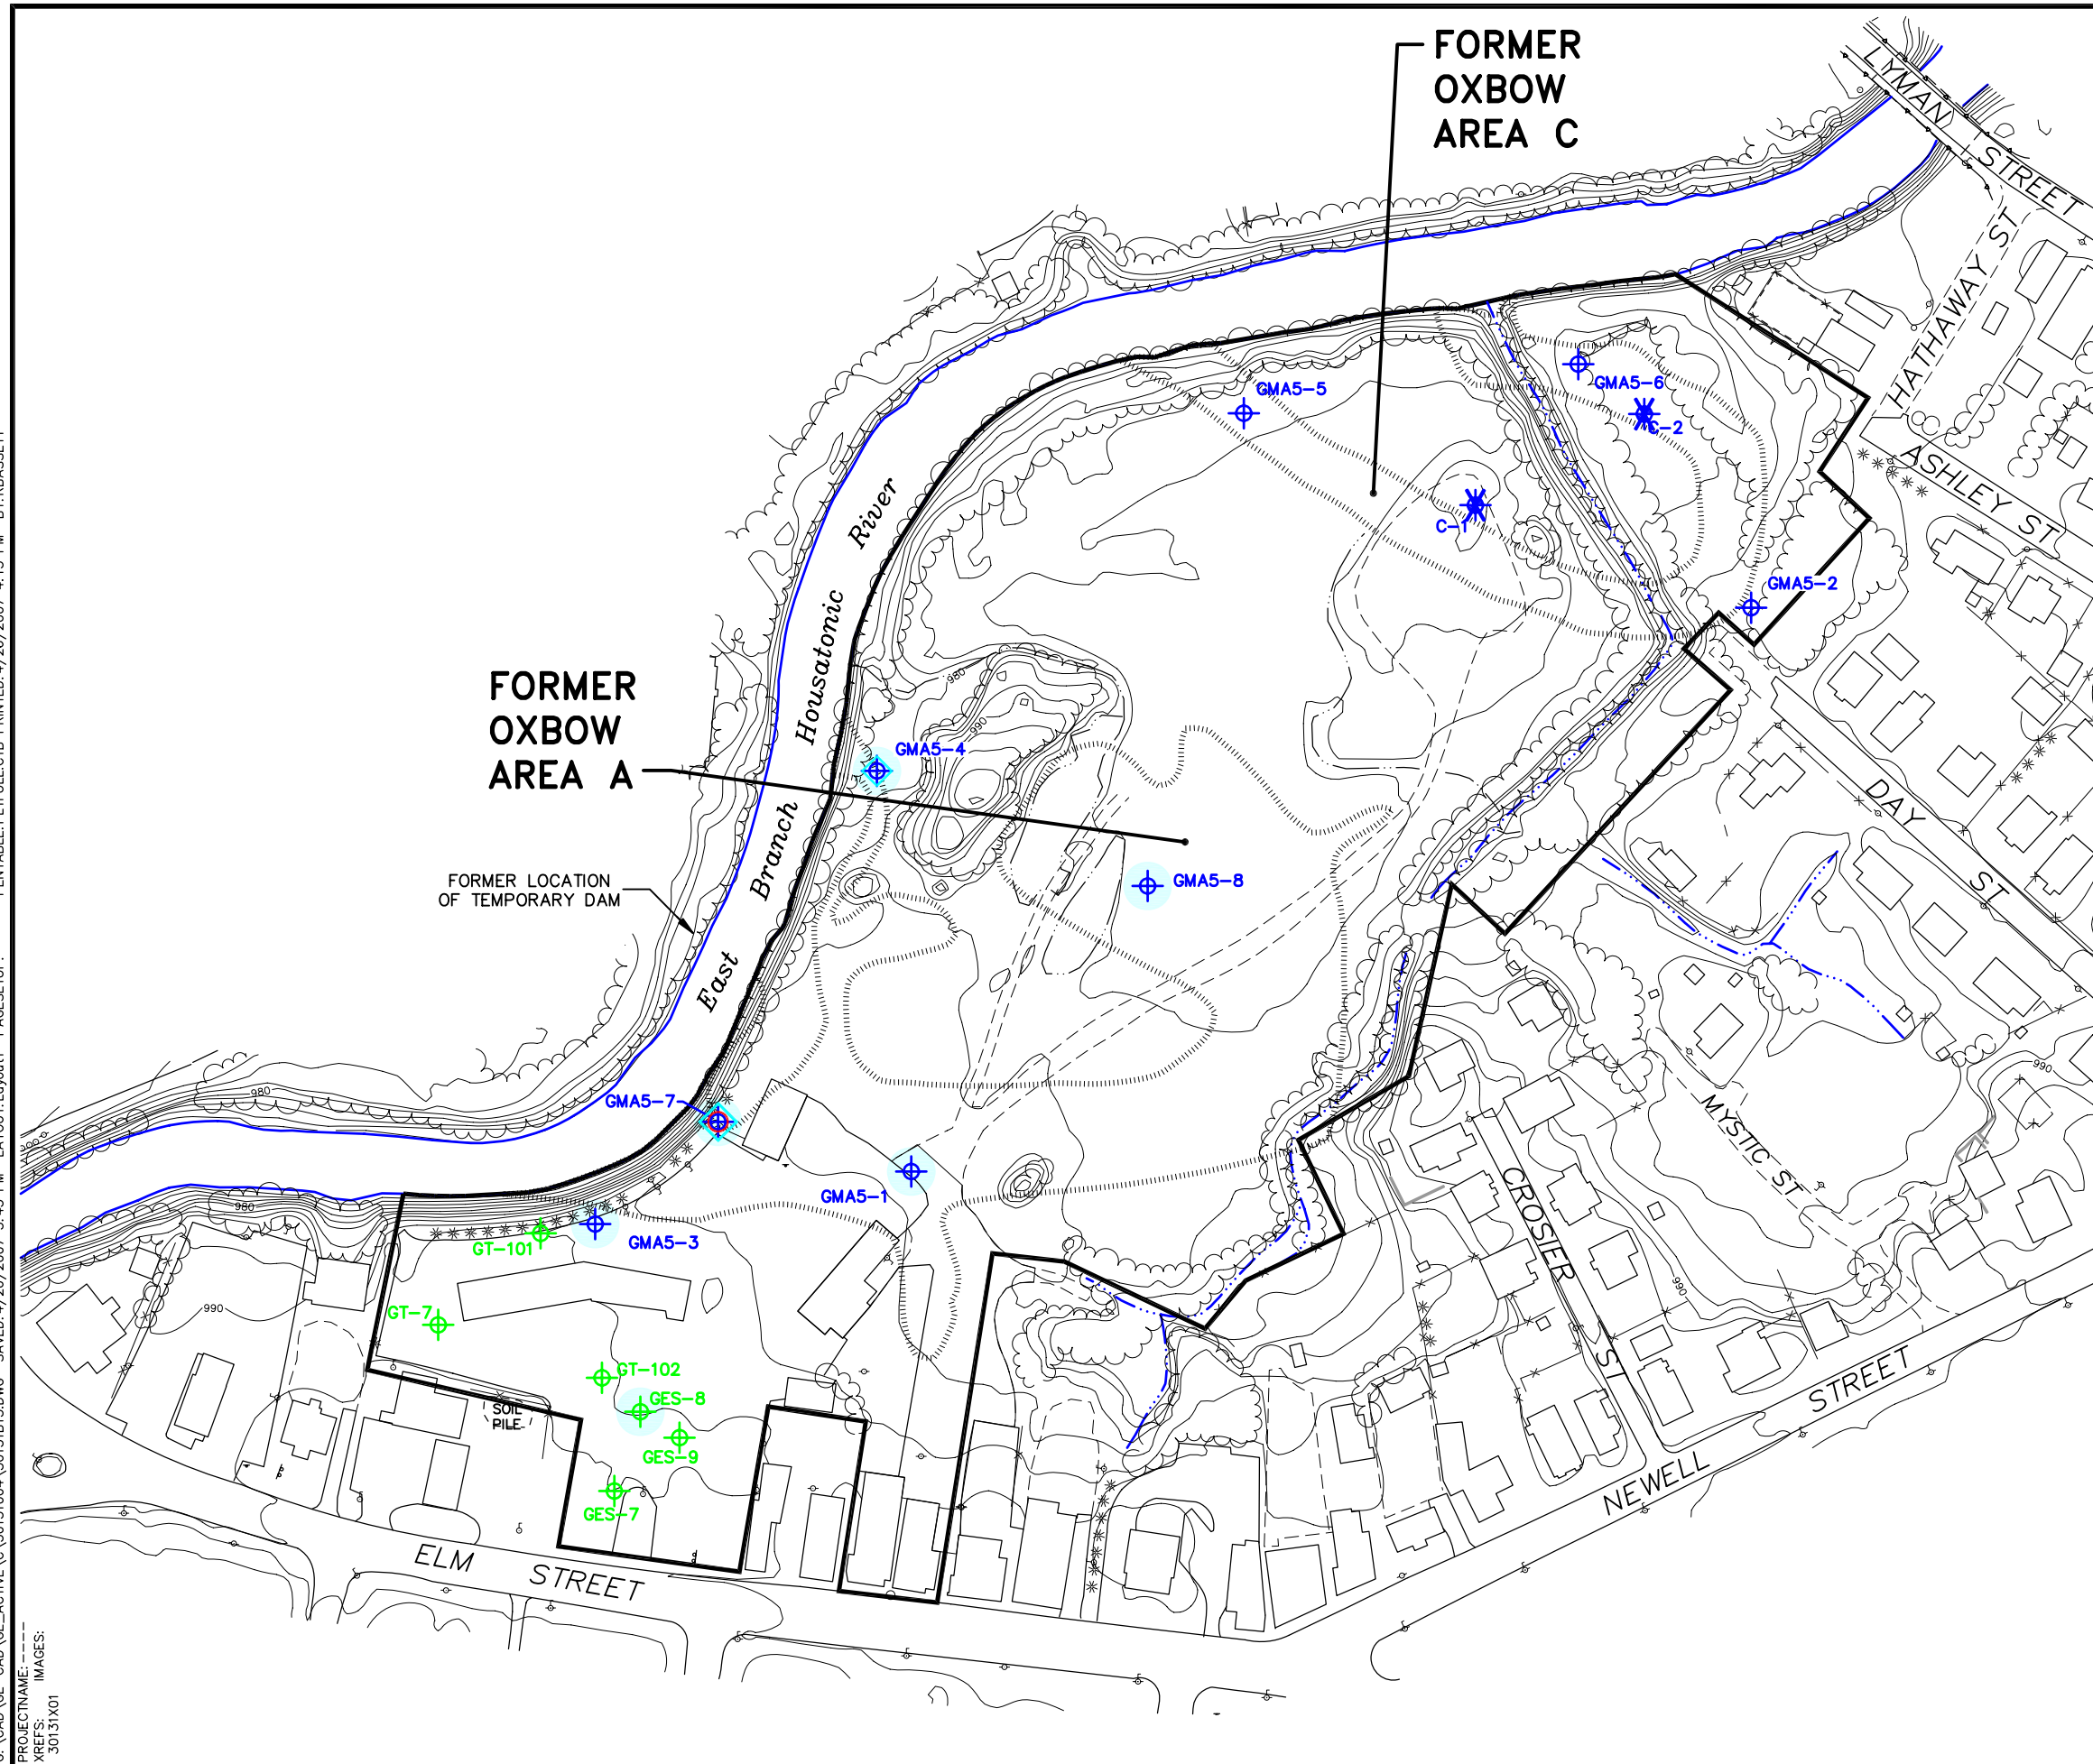 FORMER
OXBOW
AREA C
LYMAN STREET
HATHAWAY ST
ASHLEY ST
GMA5-5
GMA5-6
C-2
C-1
GMA5-2
East Branch Housatonic River
FORMER
OXBOW
AREA A
980
990
GMA5-4
DAY ST
FORMER LOCATION
OF TEMPORARY DAM
GMA5-8
980
GMA5-7
990
MYSTIC ST
GMA5-1
CROSIER ST
980
GMA5-3
GT-101
990
990
GT-7
GT-102
GES-8
SOIL
PILE
GES-9
GES-7
NEWELL STREET
ELM STREET
PROJECTNAME: ----
XREFS: IMAGES:
30131X01